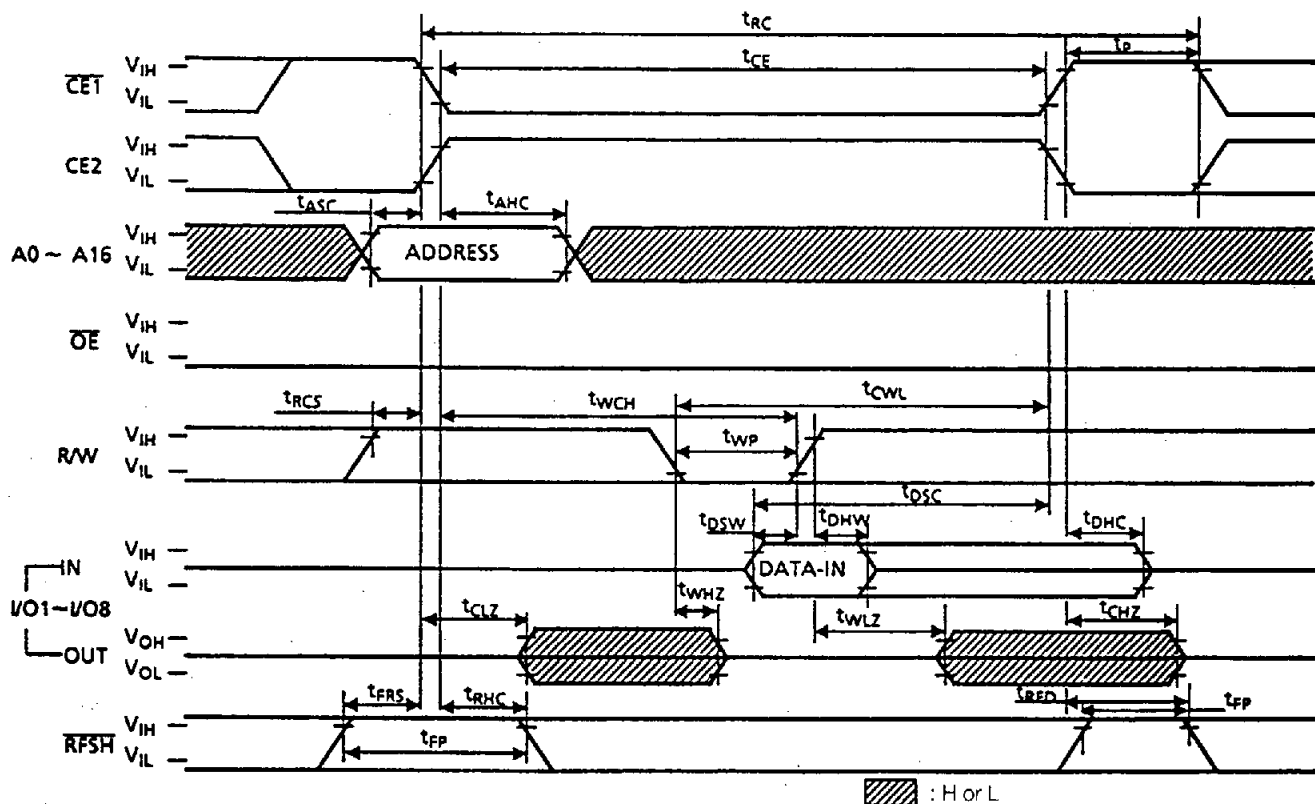 tRC
tP
tCE
CE1
VIH
VIL
CE2
VIH
VIL
tASC
tAHC
A0 ~ A16
VIH
VIL
ADDRESS
OE
VIH
VIL
tRCS
tWCH
tCWL
R/W
VIH
VIL
tWP
tDSC
tDSW
tDHW
tDHC
I/O1~I/O8
IN
VIH
VIL
DATA-IN
tWHZ
tCLZ
tWLZ
tCHZ
OUT
VOH
VOL
tFRS
tRHC
tRFD
tFP
RFSH
VIH
VIL
tFP
: H or L